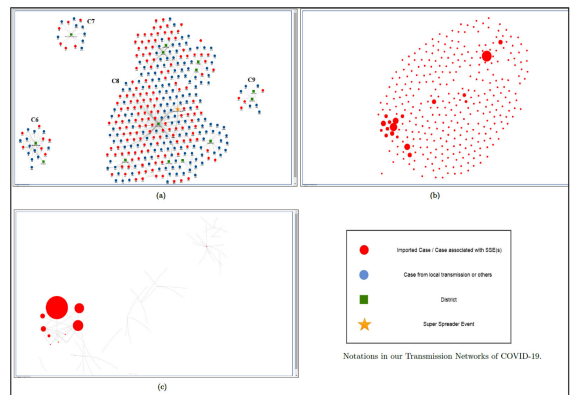 C7
C8
C9
C6
(a)
(b)
(c)
Imported Case / Case associated with SSE(s)
Case from local transmission or others
District
Super Spreader Event
Notations in our Transmission Networks of COVID-19.